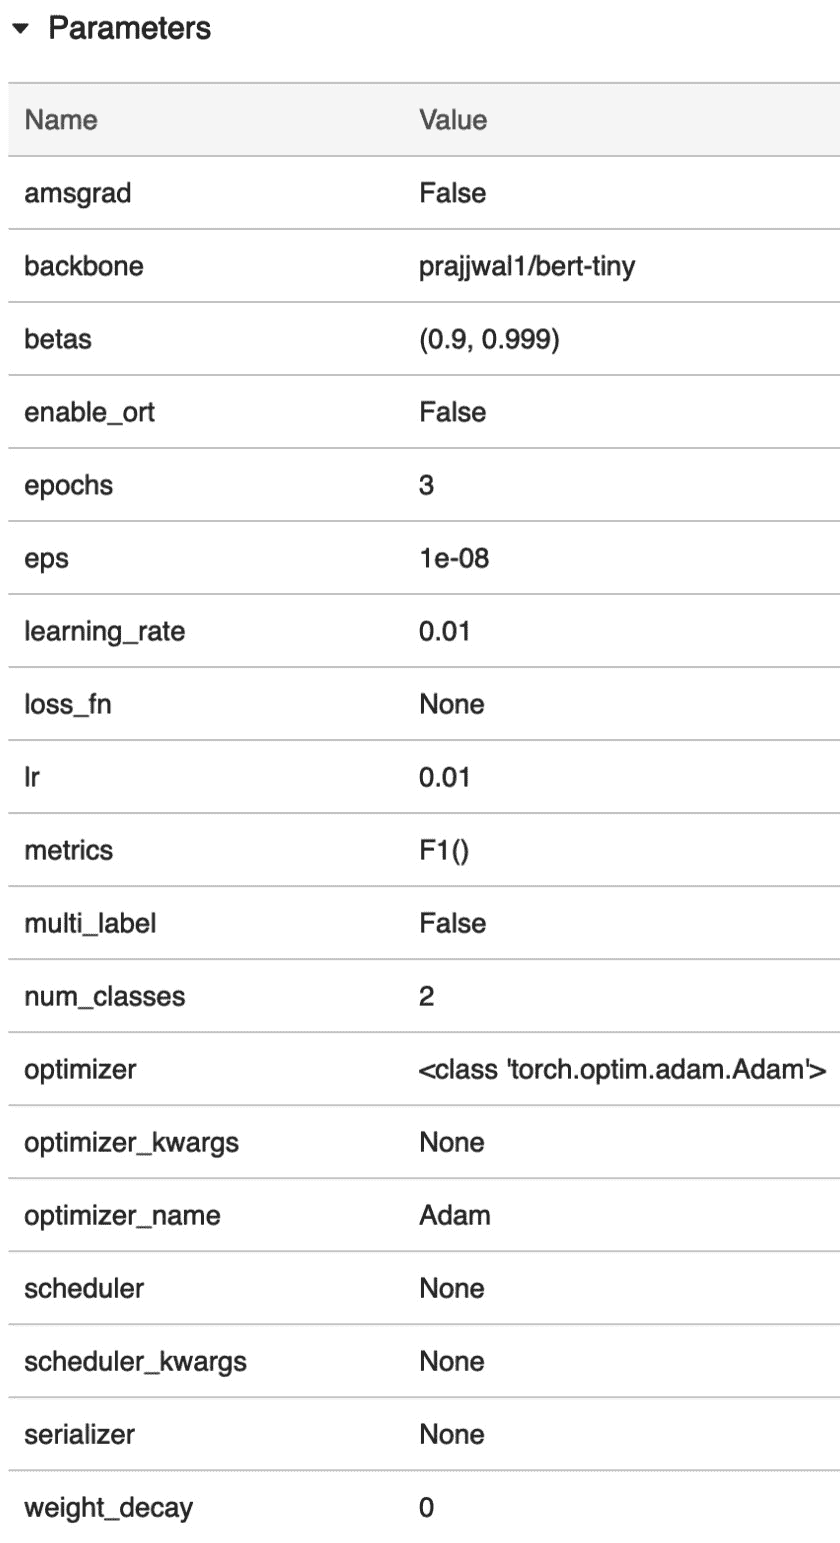 ▼ Parameters
Name Value
amsgrad False
backbone prajjwal1/bert-tiny
betas (0.9, 0.999)
enable_ort False
epochs 3
eps 1e-08
learning_rate 0.01
loss_fn None
lr 0.01
metrics F1()
multi_label False
num_classes 2
optimizer <class 'torch.optim.adam.Adam'>
optimizer_kwargs None
optimizer_name Adam
scheduler None
scheduler_kwargs None
serializer None
weight_decay 0